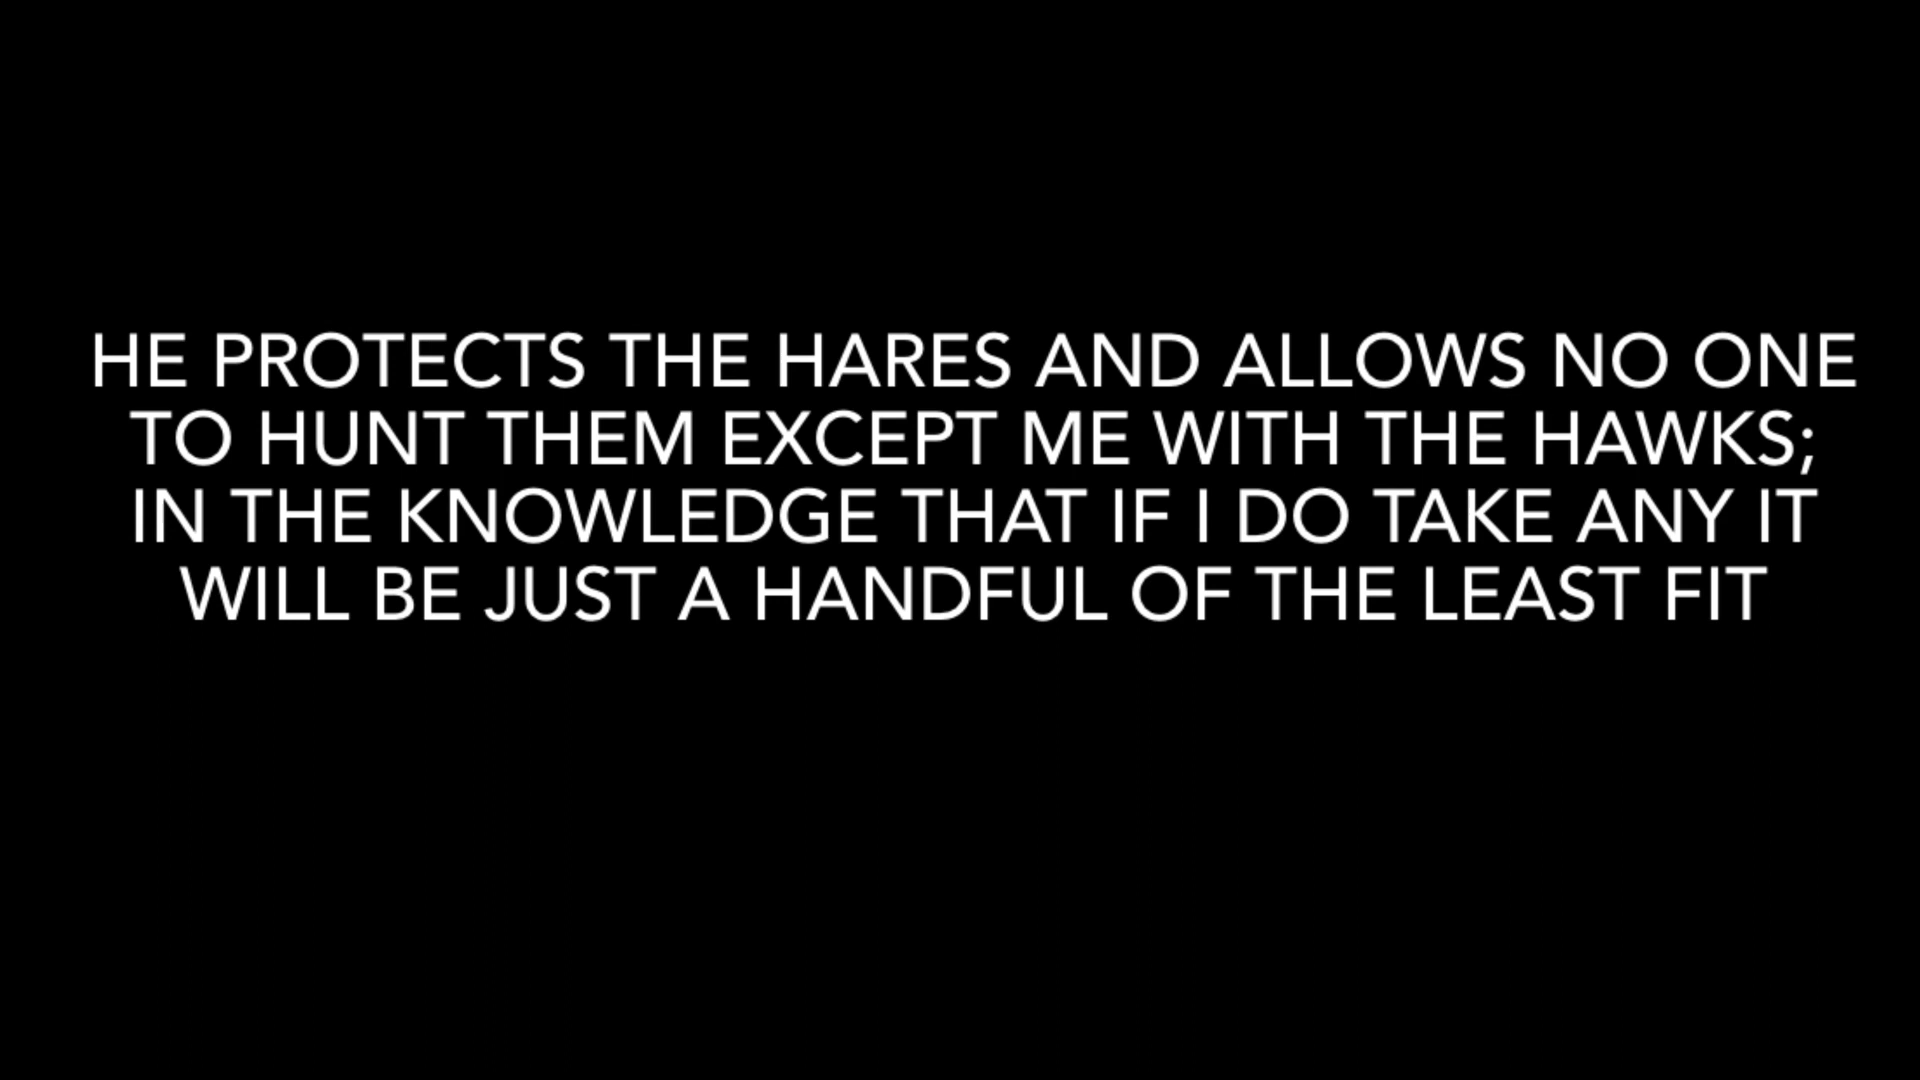 HE PROTECTS THE HARES AND ALLOWS NO ONE
TO HUNT THEM EXCEPT ME WITH THE HAWKS;
IN THE KNOWLEDGE THAT IF I DO TAKE ANY IT
WILL BE JUST A HANDFUL OF THE LEAST FIT